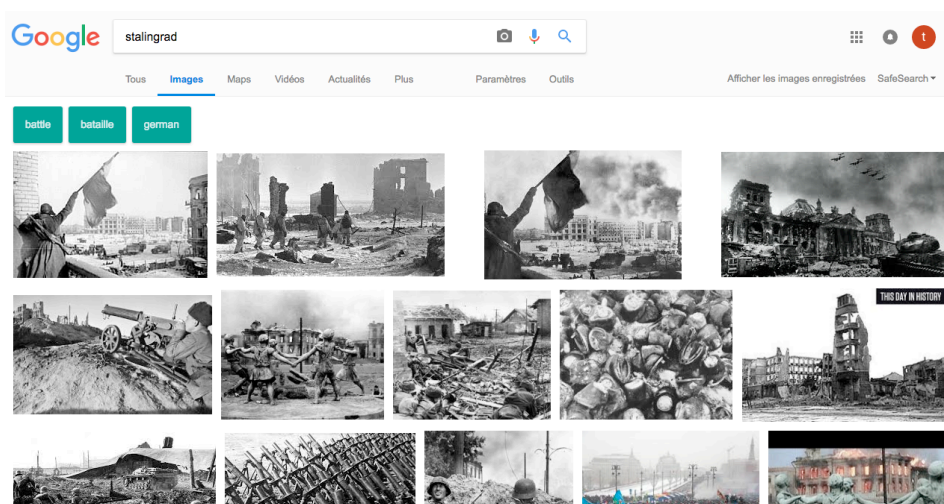 Google
stalingrad
t
Tous Images Maps Vidéos Actualités Plus Paramètres Outils Afficher les images enregistrées SafeSearch
battle bataille german
THIS DAY IN HISTORY